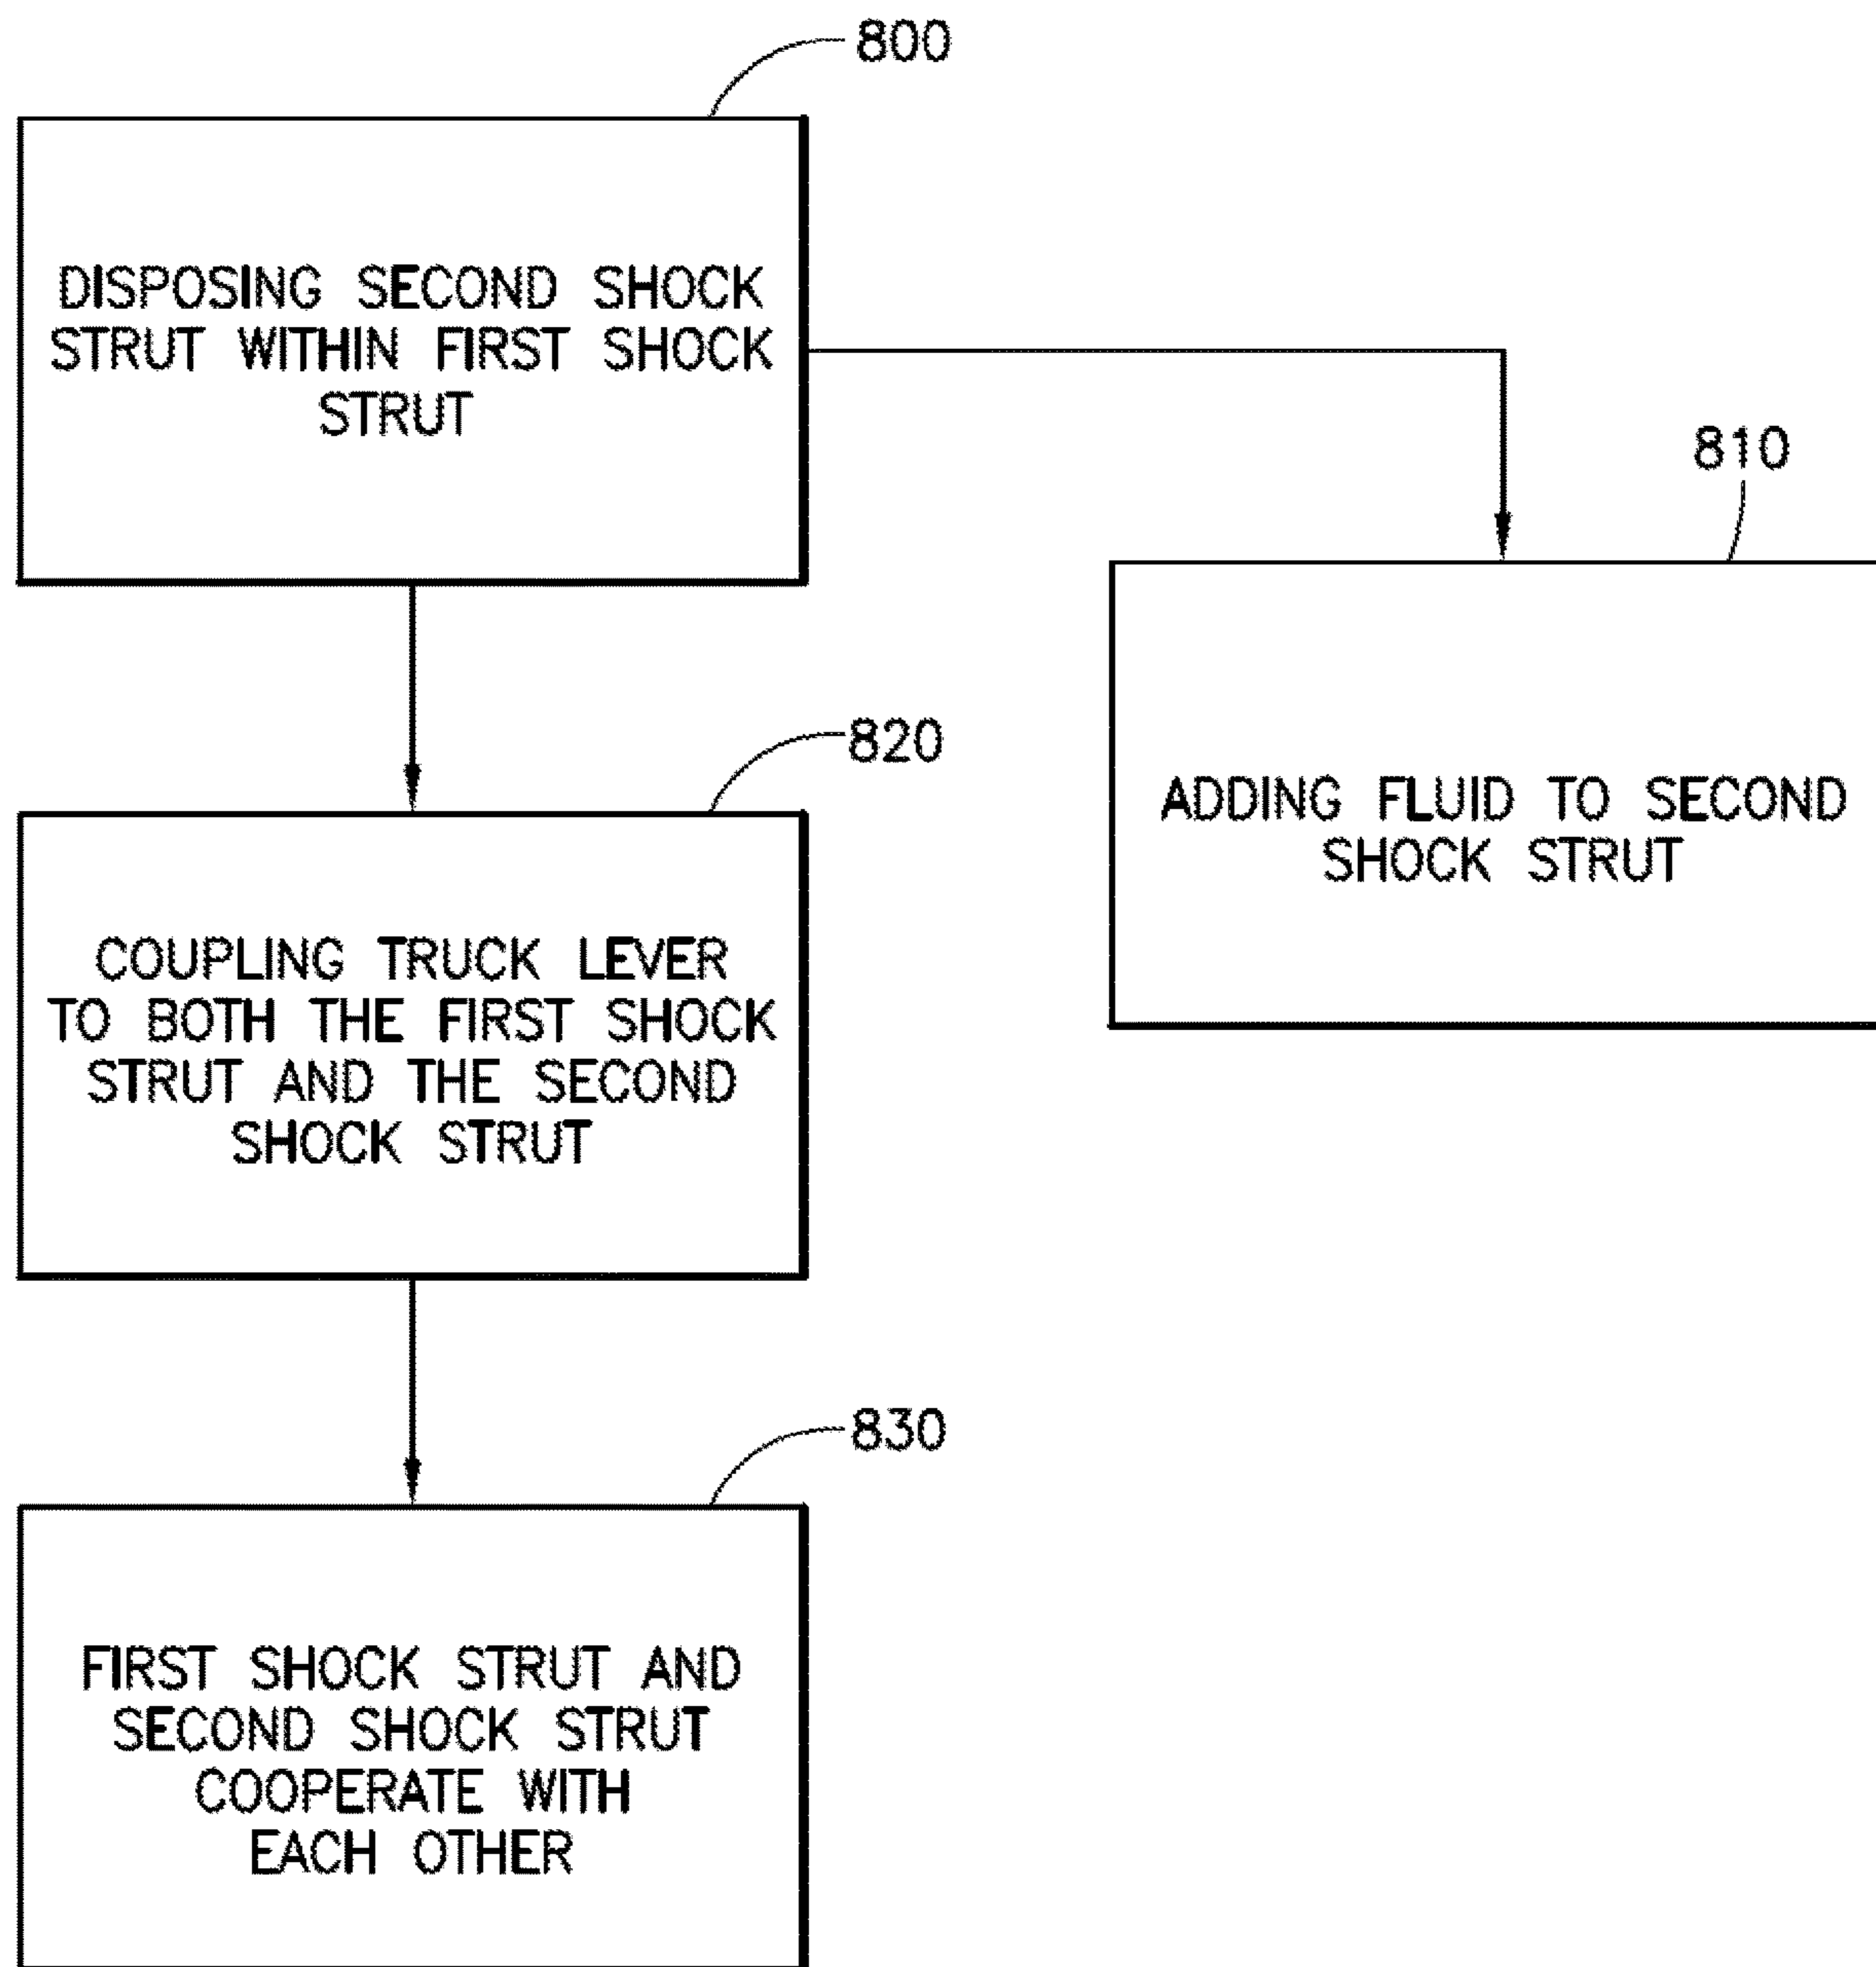 800
DISPOSING SECOND SHOCK
STRUT WITHIN FIRST SHOCK
STRUT
810
ADDING FLUID TO SECOND
SHOCK STRUT
820
COUPLING TRUCK LEVER
TO BOTH THE FIRST SHOCK
STRUT AND THE SECOND
SHOCK STRUT
830
FIRST SHOCK STRUT AND
SECOND SHOCK STRUT
COOPERATE WITH
EACH OTHER